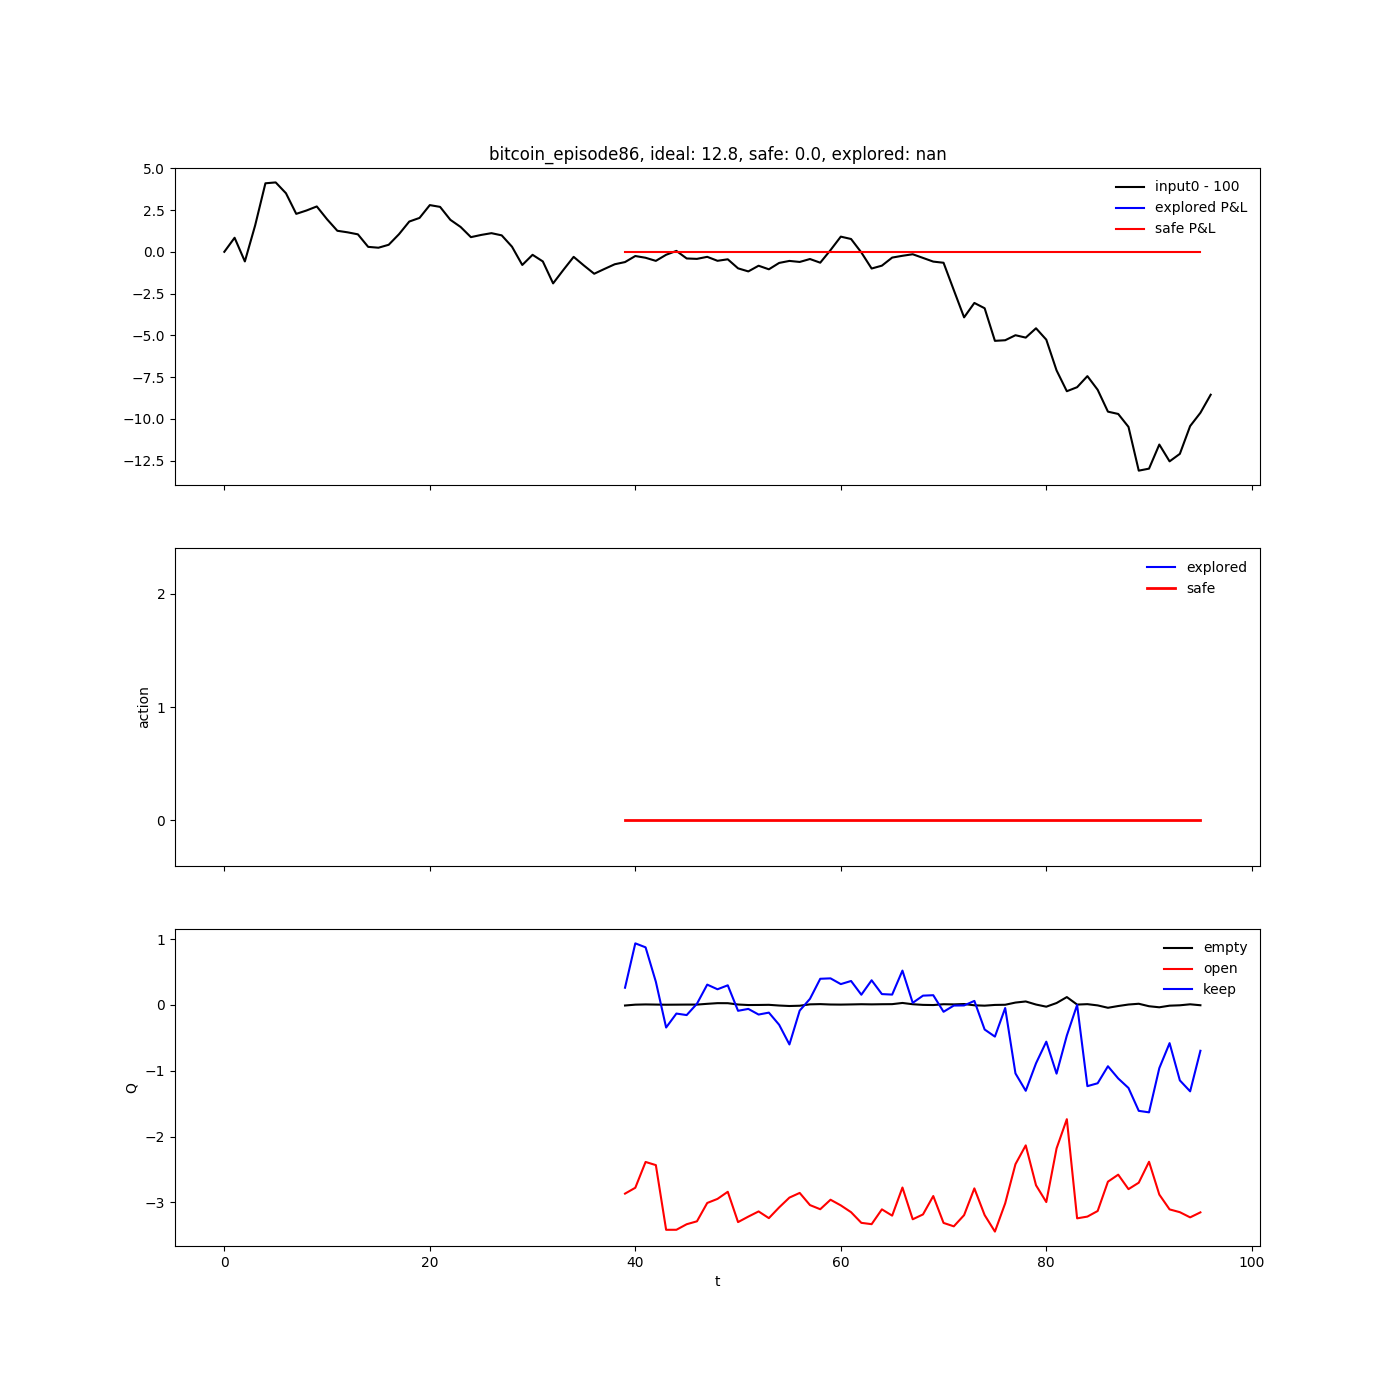 bitcoin_episode86, ideal: 12.8, safe: 0.0, explored: nan
5.0
2.5
0.0
−2.5
−5.0
−7.5
−10.0
−12.5
input0 - 100
explored P&L
safe P&L
2
1
0
action
explored
safe
1
0
−1
−2
−3
Q
empty
open
keep
0
20
40
60
80
100
t